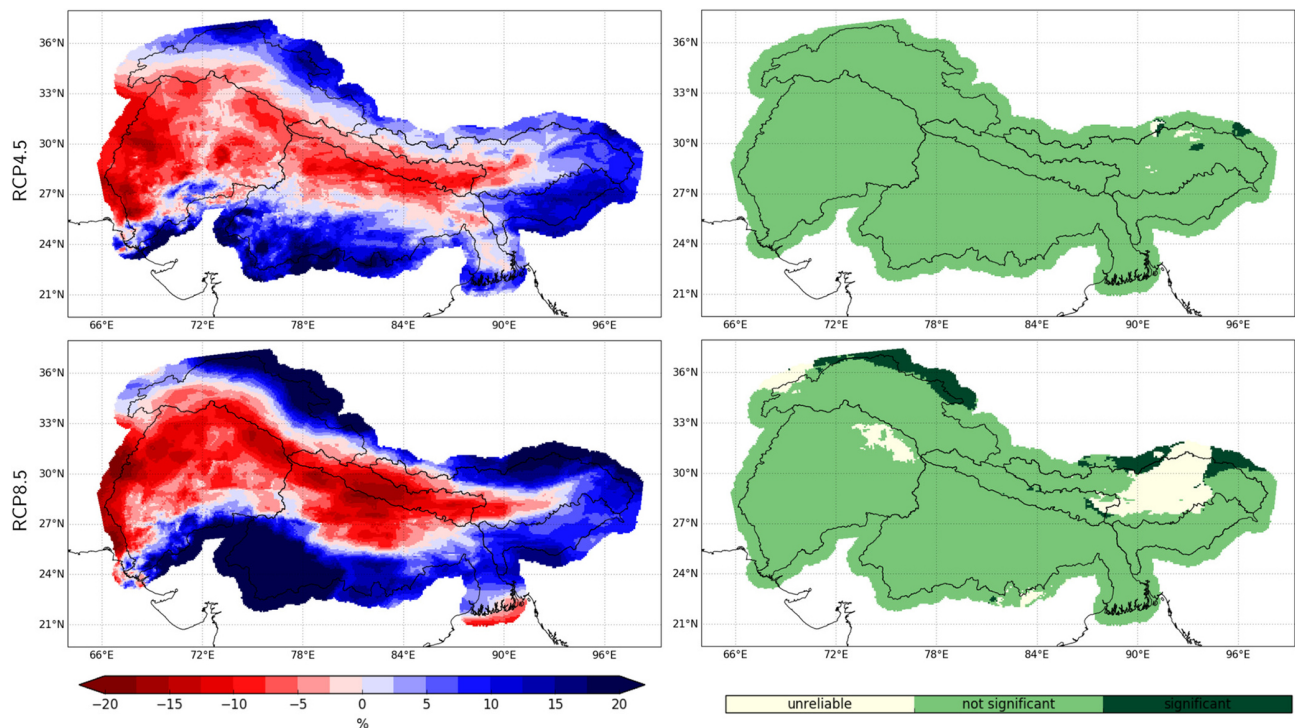 36°N
33°N
30°N
27°N
24°N
21°N
RCP4.5
66°E 72°E 78°E 84°E 90°E 96°E
36°N
33°N
30°N
27°N
24°N
21°N
66°E 72°E 78°E 84°E 90°E 96°E
36°N
33°N
30°N
27°N
24°N
21°N
RCP8.5
66°E 72°E 78°E 84°E 90°E 96°E
36°N
33°N
30°N
27°N
24°N
21°N
66°E 72°E 78°E 84°E 90°E 96°E
−20 −15 −10 −5 0 5 10 15 20
%
unreliable not significant significant